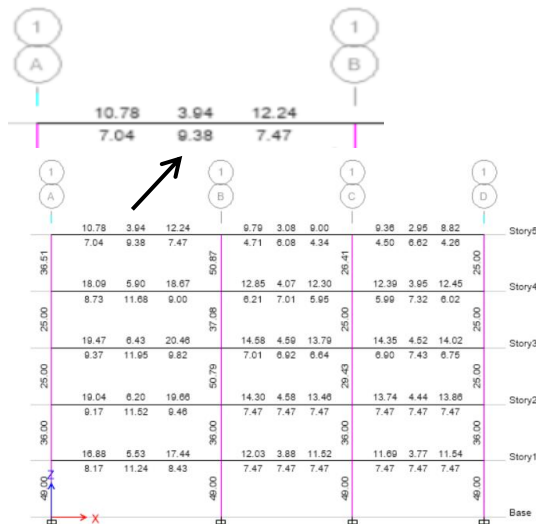 1 1
A B
10.78 3.94 12.24
7.04 9.38 7.47
1 1 1 1
A B C D
10.78 3.94 12.24 9.79 3.08 9.00 9.36 2.95 8.82 Story5
7.04 9.38 7.47 4.71 6.08 4.34 4.50 6.62 4.26
36.51 50.87 26.41 25.00
18.09 5.90 18.67 12.85 4.07 12.30 12.39 3.95 12.45 Story4
8.73 11.68 9.00 6.21 7.01 5.95 5.99 7.32 6.02
25.00 37.08 25.00 25.00
19.47 6.43 20.46 14.58 4.59 13.79 14.35 4.52 14.02 Story3
9.37 11.95 9.82 7.01 6.92 6.64 6.90 7.43 6.75
25.00 50.79 29.43 25.00
19.04 6.20 19.66 14.30 4.58 13.46 13.74 4.44 13.86 Story2
9.17 11.52 9.46 7.47 7.47 7.47 7.47 7.47 7.47
36.00 36.00 36.00 36.00
16.88 5.53 17.44 12.03 3.88 11.52 11.69 3.77 11.54 Story1
8.17 11.24 8.43 7.47 7.47 7.47 7.47 7.47 7.47
49.00 49.00 49.00 49.00
Z
X
Base